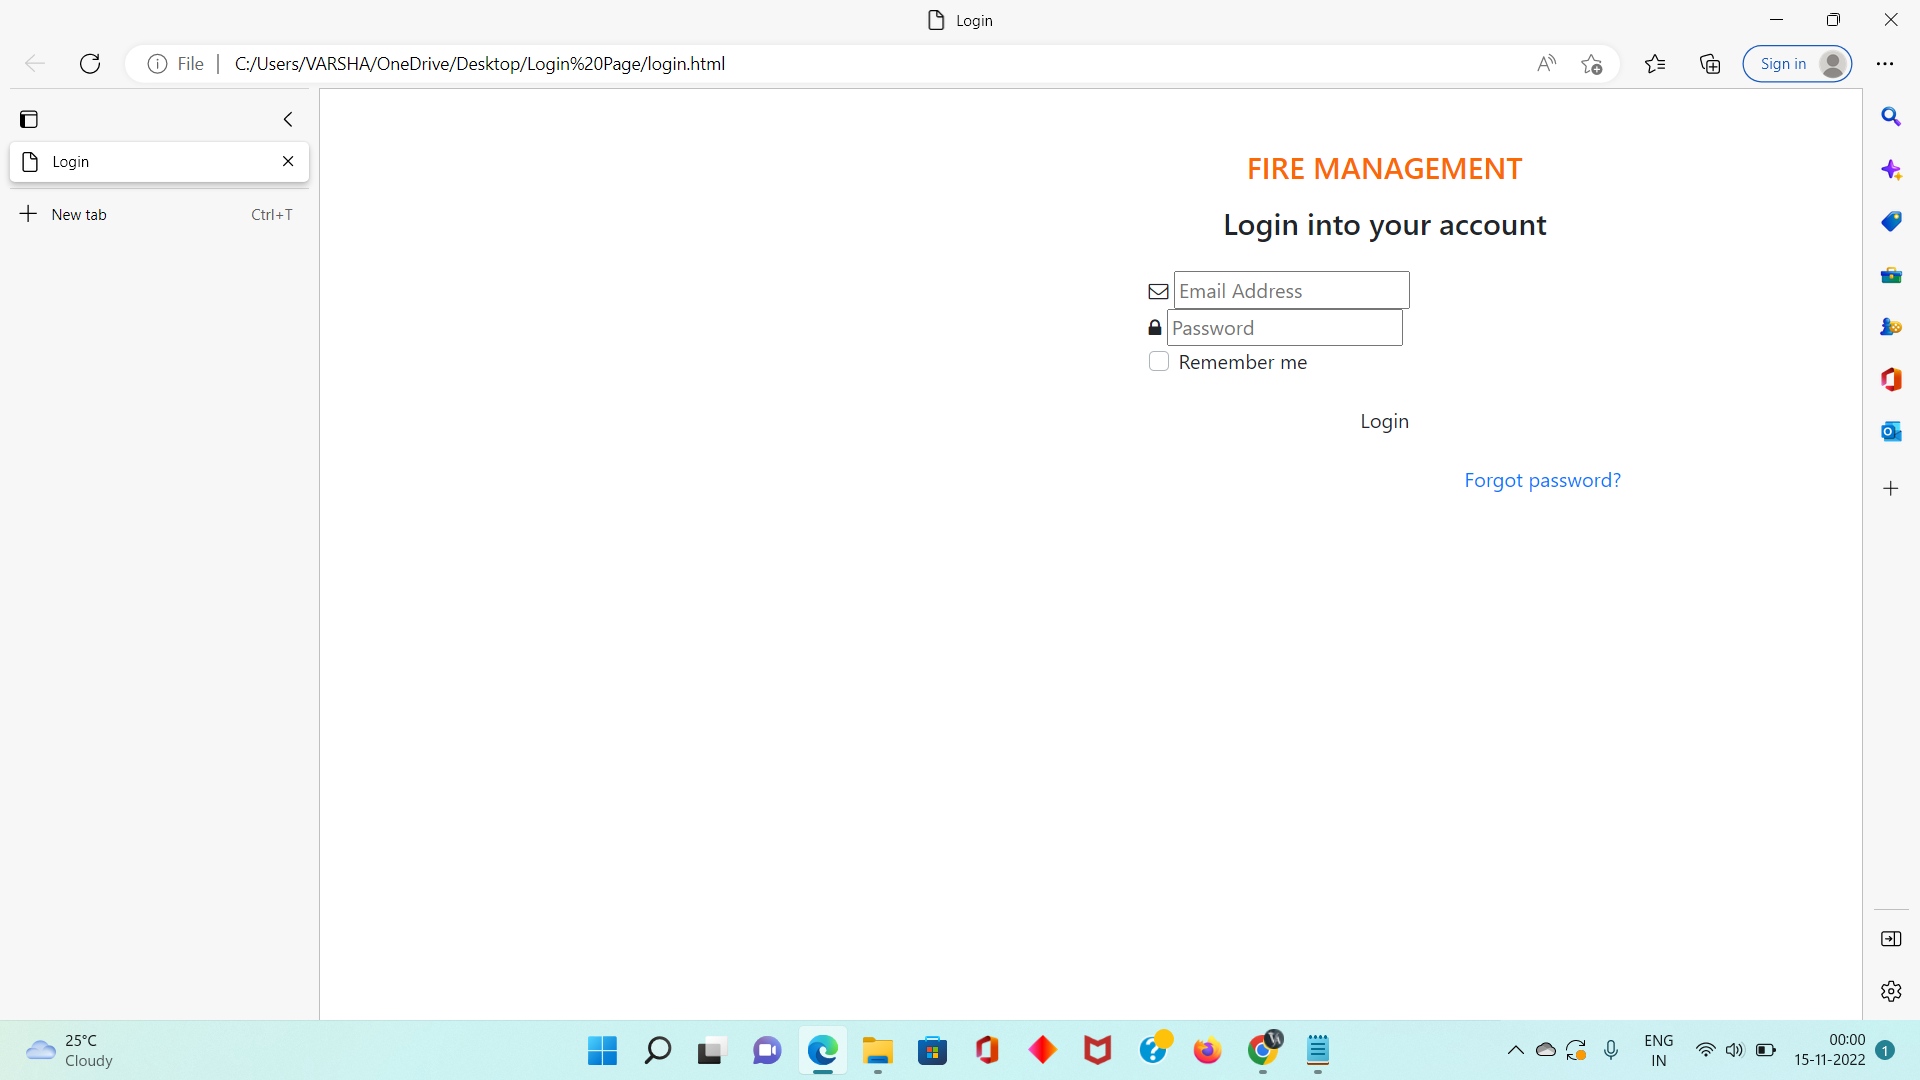 Login
File
C:/Users/VARSHA/OneDrive/Desktop/Login%20Page/login.html
Sign in
Login
New tab Ctrl+T
FIRE MANAGEMENT
Login into your account
Email Address
Password
Remember me
Login
Forgot password?
25°C
Cloudy
ENG
IN
00:00
15-11-2022
1